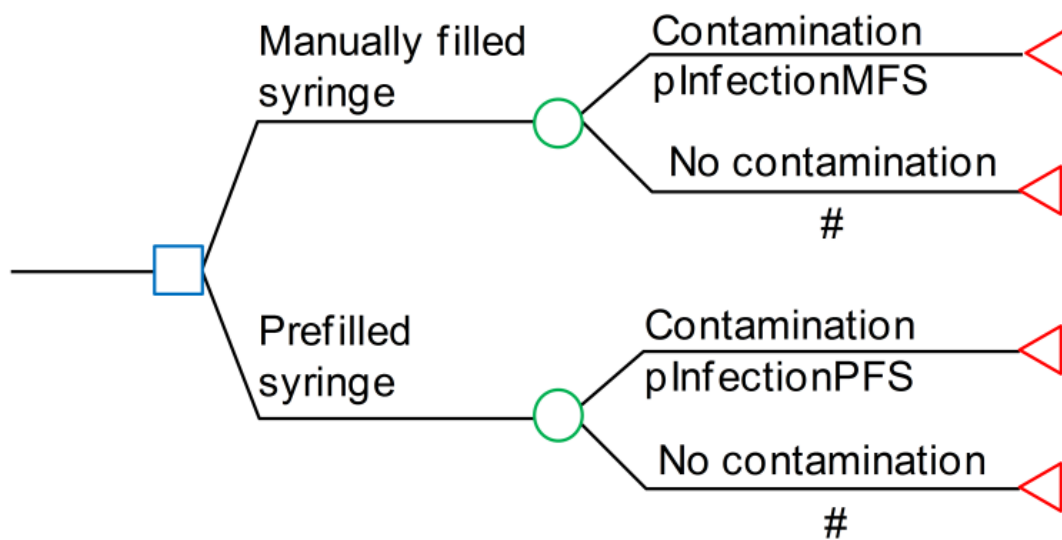 Manually filled
syringe
Contamination
pInfectionMFS
No contamination
#
Prefilled
syringe
Contamination
pInfectionPFS
No contamination
#